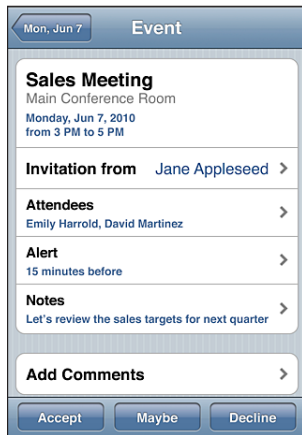 Mon, Jun 7
Event
Sales Meeting
Main Conference Room
Monday, Jun 7, 2010
from 3 PM to 5 PM
Invitation from Jane Appleseed
Attendees
Emily Harrold, David Martinez
Alert
15 minutes before
Notes
Let's review the sales targets for next quarter
Add Comments
Accept
Maybe
Decline